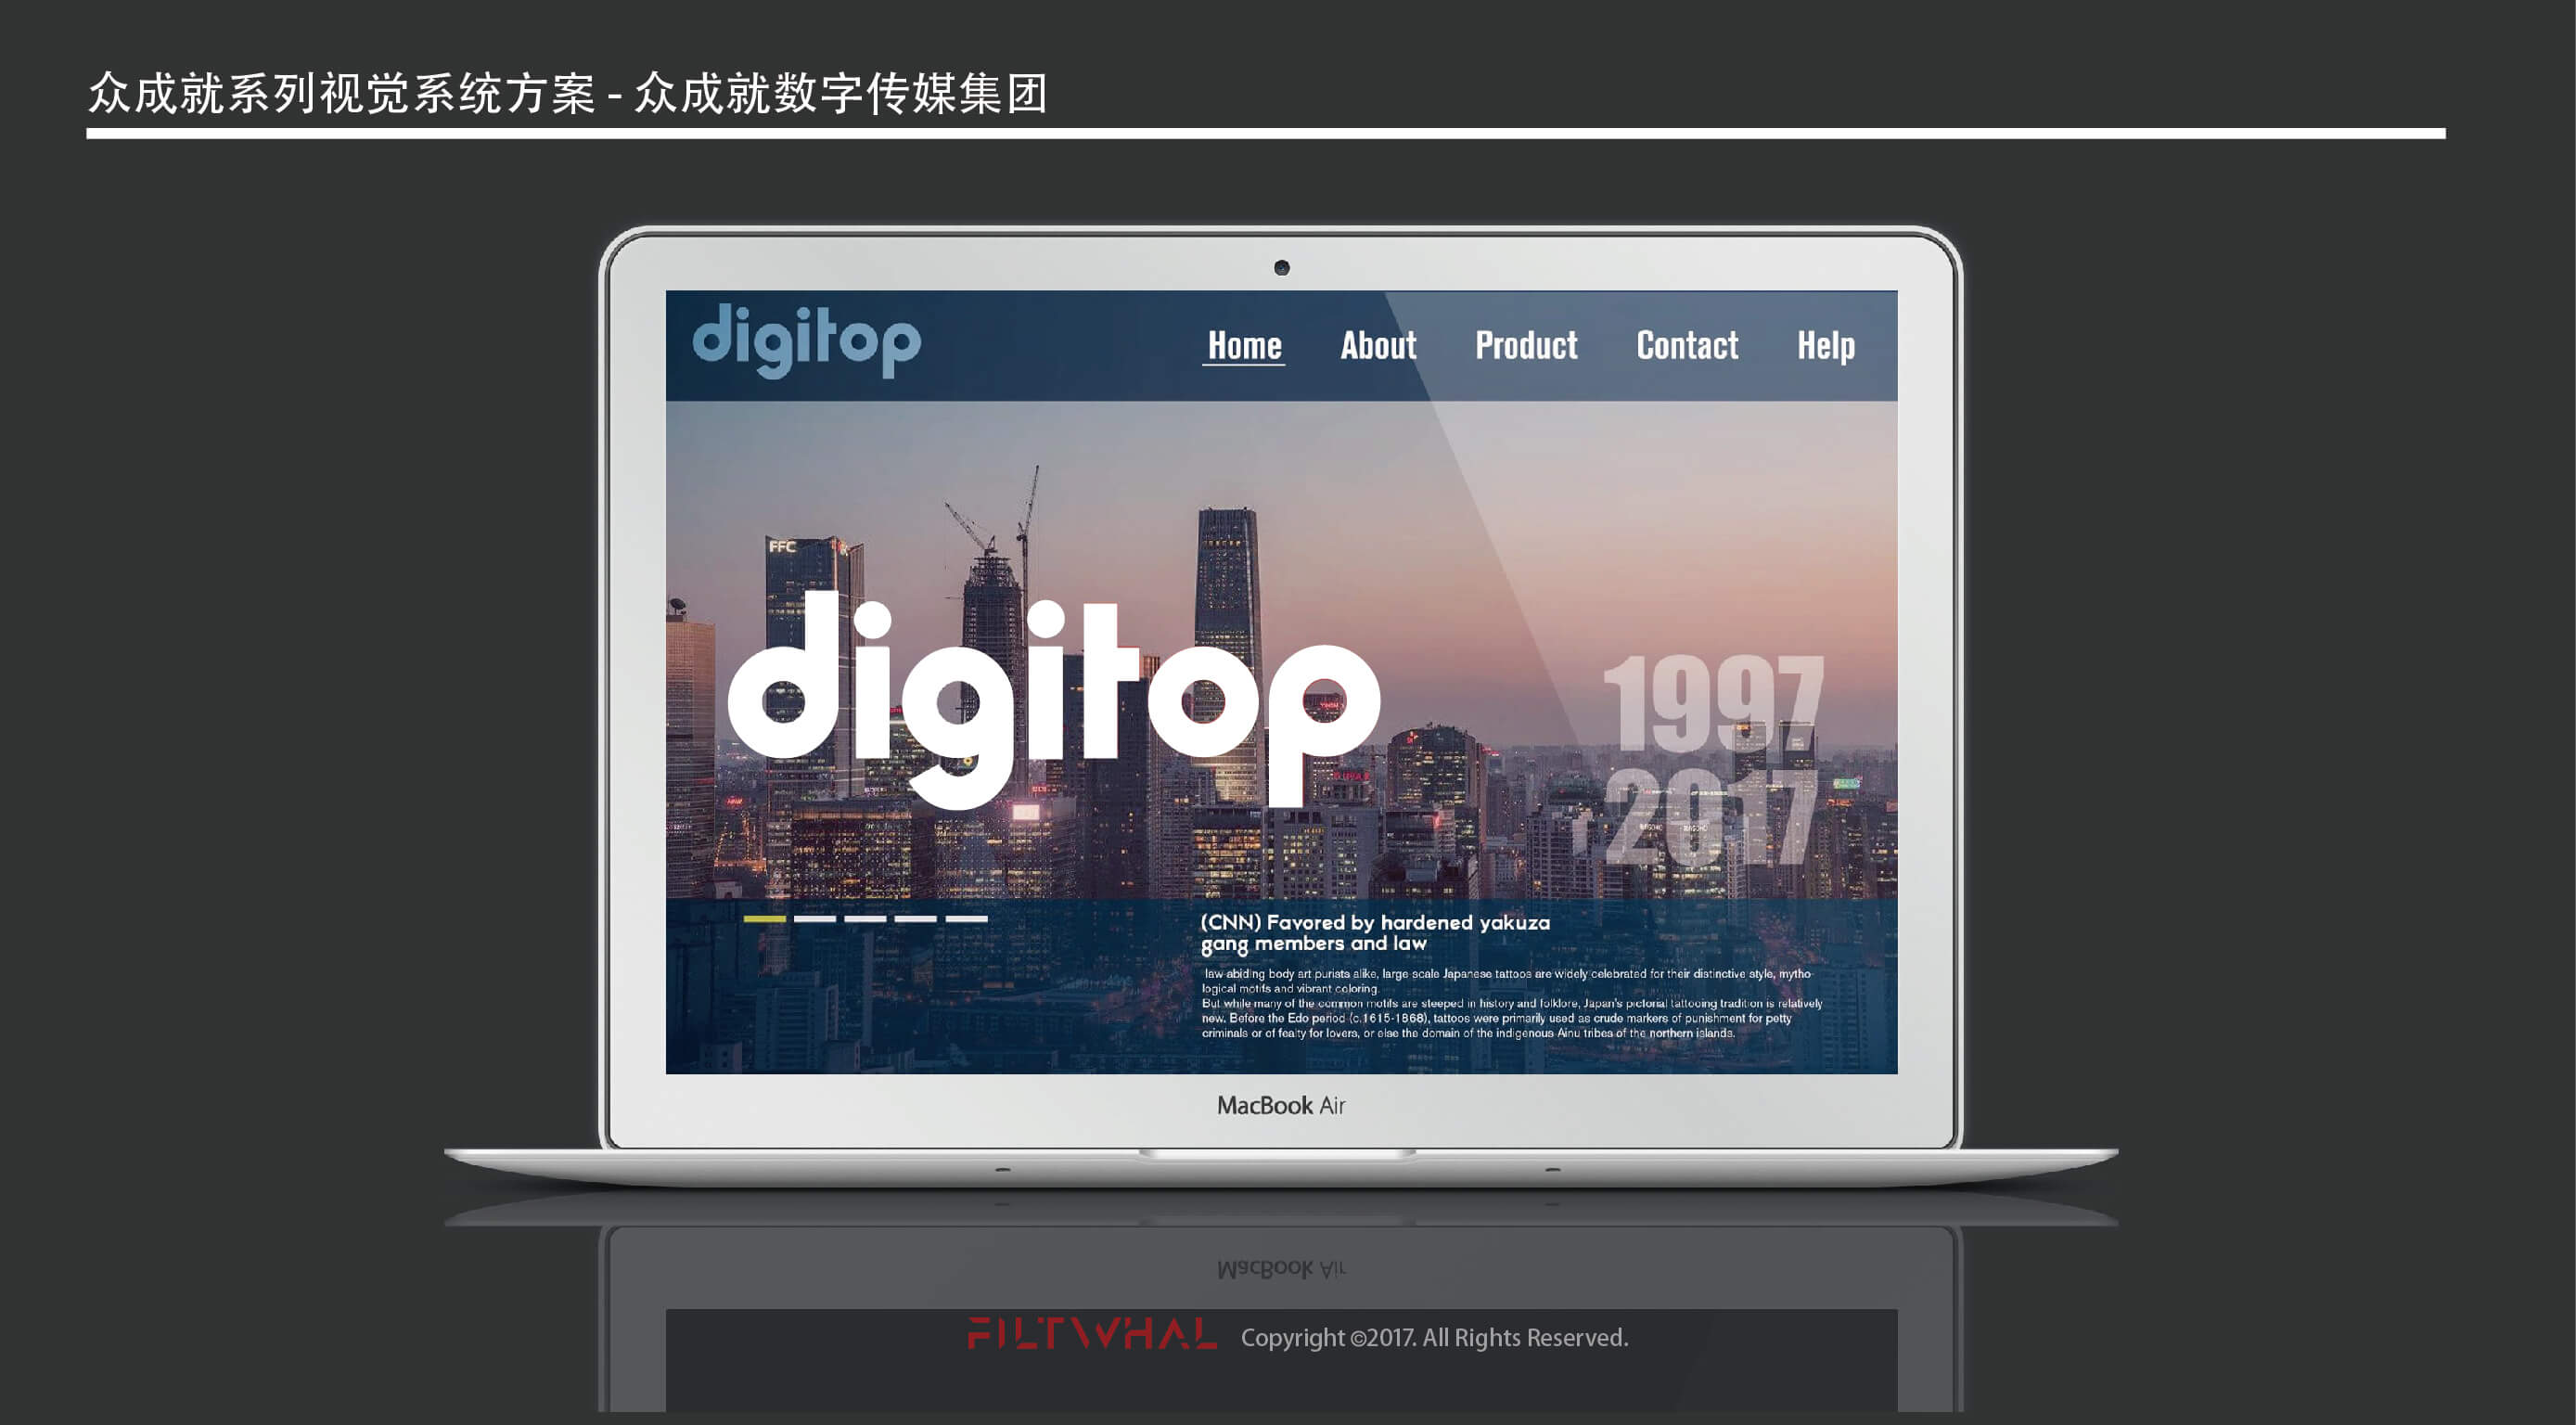 众成就系列视觉系统方案 - 众成就数字传媒集团
digitop
Home About Product Contact Help
FFC
digitop
1997
2017
(CNN) Favored by hardened yakuza
gang members and law
law-abiding body art purists alike, large-scale Japanese tattoos are widely celebrated for their distinctive style, mytho-
logical motifs and vibrant coloring.
But while many of the common motifs are steeped in history and folklore, Japan's pictorial tattooing tradition is relatively
new. Before the Edo period (c.1615-1868), tattoos were primarily used as crude markers of punishment for petty
criminals or of fealty for lovers, or else the domain of the indigenous Ainu tribes of the northern islands.
MacBook Air
MacBook Air
FILTWHAL Copyright ©2017. All Rights Reserved.